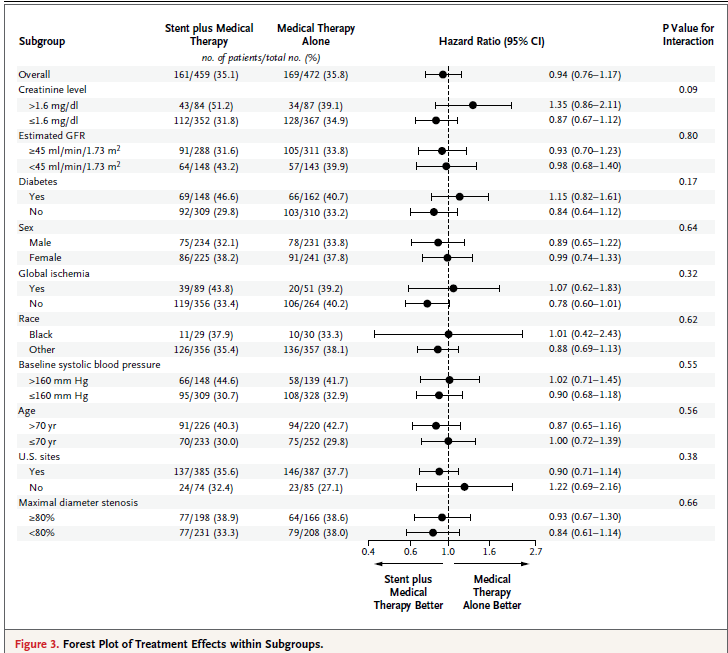 Subgroup Stent plus Medical Therapy Medical Therapy Alone Hazard Ratio (95% CI) P Value for Interaction
no. of patients/total no. (%)
Overall 161/459 (35.1) 169/472 (35.8) 0.94 (0.76–1.17)
Creatinine level 0.09
>1.6 mg/dl 43/84 (51.2) 34/87 (39.1) 1.35 (0.86–2.11)
≤1.6 mg/dl 112/352 (31.8) 128/367 (34.9) 0.87 (0.67–1.12)
Estimated GFR 0.80
≥45 ml/min/1.73 m² 91/288 (31.6) 105/311 (33.8) 0.93 (0.70–1.23)
<45 ml/min/1.73 m² 64/148 (43.2) 57/143 (39.9) 0.98 (0.68–1.40)
Diabetes 0.17
Yes 69/148 (46.6) 66/162 (40.7) 1.15 (0.82–1.61)
No 92/309 (29.8) 103/310 (33.2) 0.84 (0.64–1.12)
Sex 0.64
Male 75/234 (32.1) 78/231 (33.8) 0.89 (0.65–1.22)
Female 86/225 (38.2) 91/241 (37.8) 0.99 (0.74–1.33)
Global ischemia 0.32
Yes 39/89 (43.8) 20/51 (39.2) 1.07 (0.62–1.83)
No 119/356 (33.4) 106/264 (40.2) 0.78 (0.60–1.01)
Race 0.62
Black 11/29 (37.9) 10/30 (33.3) 1.01 (0.42–2.43)
Other 126/356 (35.4) 136/357 (38.1) 0.88 (0.69–1.13)
Baseline systolic blood pressure 0.55
>160 mm Hg 66/148 (44.6) 58/139 (41.7) 1.02 (0.71–1.45)
≤160 mm Hg 95/309 (30.7) 108/328 (32.9) 0.90 (0.68–1.18)
Age 0.56
>70 yr 91/226 (40.3) 94/220 (42.7) 0.87 (0.65–1.16)
≤70 yr 70/233 (30.0) 75/252 (29.8) 1.00 (0.72–1.39)
U.S. sites 0.38
Yes 137/385 (35.6) 146/387 (37.7) 0.90 (0.71–1.14)
No 24/74 (32.4) 23/85 (27.1) 1.22 (0.69–2.16)
Maximal diameter stenosis 0.66
≥80% 77/198 (38.9) 64/166 (38.6) 0.93 (0.67–1.30)
<80% 77/231 (33.3) 79/208 (38.0) 0.84 (0.61–1.14)
0.4 0.6 1.0 1.6 2.7
Stent plus Medical
Medical Therapy
Therapy Better Alone Better
Figure 3. Forest Plot of Treatment Effects within Subgroups.